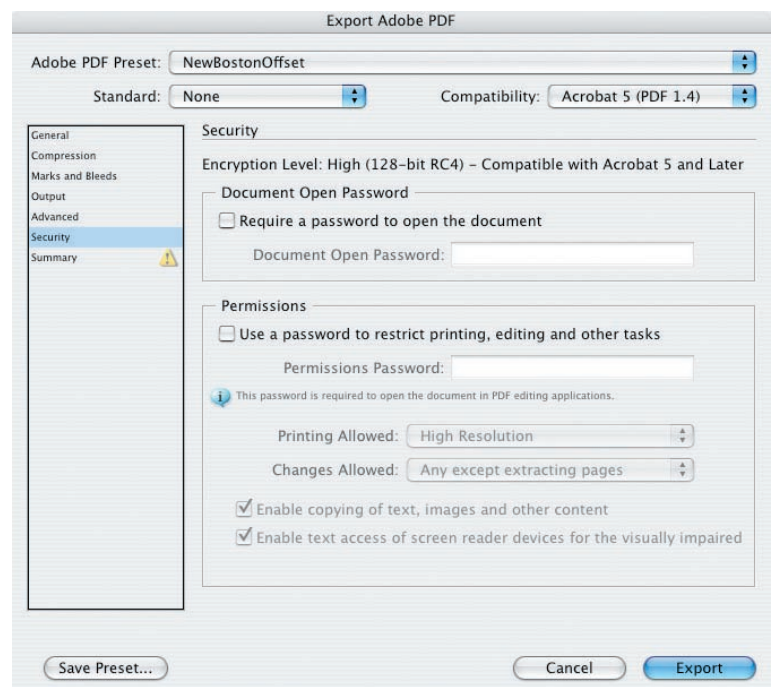 Export Adobe PDF
Adobe PDF Preset: NewBostonOffset
Standard: None Compatibility: Acrobat 5 (PDF 1.4)
General
Compression
Marks and Bleeds
Output
Advanced
Security
Summary
Security
Encryption Level: High (128-bit RC4) – Compatible with Acrobat 5 and Later
Document Open Password
Require a password to open the document
Document Open Password:
Permissions
Use a password to restrict printing, editing and other tasks
Permissions Password:
This password is required to open the document in PDF editing applications.
Printing Allowed: High Resolution
Changes Allowed: Any except extracting pages
Enable copying of text, images and other content
Enable text access of screen reader devices for the visually impaired
Save Preset... Cancel Export